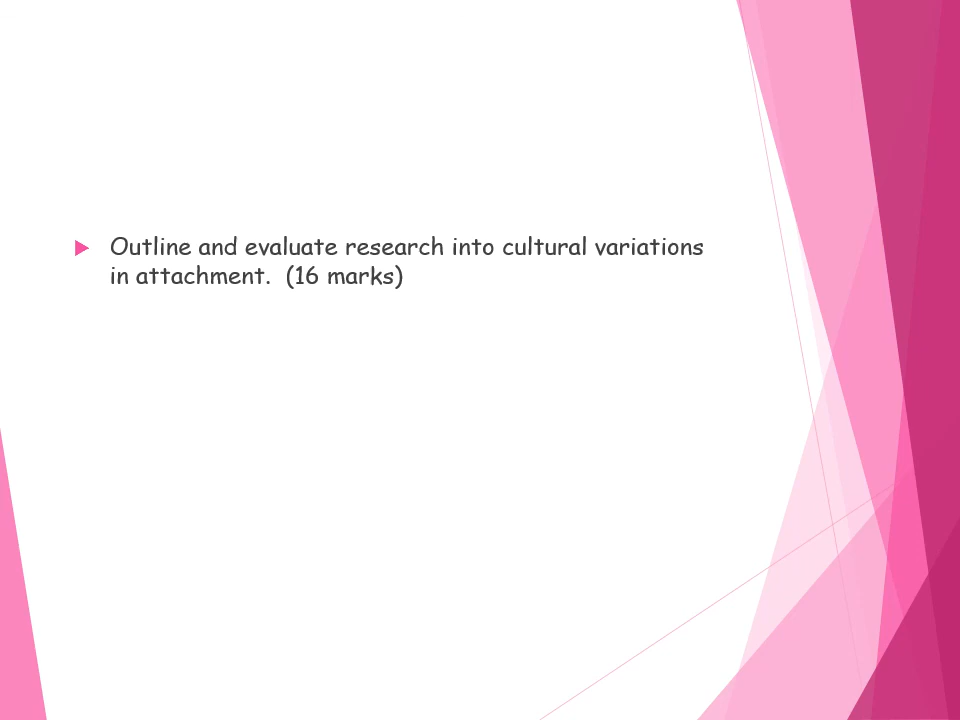 Outline and evaluate research into cultural variations
in attachment.  (16 marks)